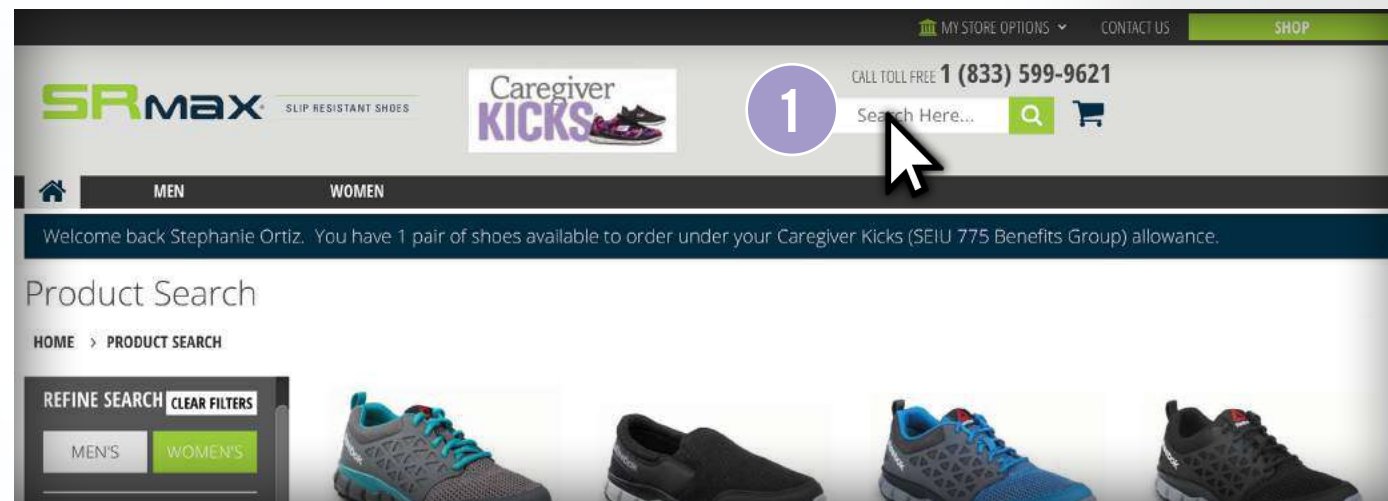 MY STORE OPTIONS CONTACT US SHOP
SRmax SLIP RESISTANT SHOES
Caregiver
KICKS
CALL TOLL FREE 1 (833) 599-9621
1
Search Here...
MEN WOMEN
Welcome back Stephanie Ortiz. You have 1 pair of shoes available to order under your Caregiver Kicks (SEIU 775 Benefits Group) allowance.
Product Search
HOME > PRODUCT SEARCH
REFINE SEARCH CLEAR FILTERS
MEN'S WOMEN'S
Reebok